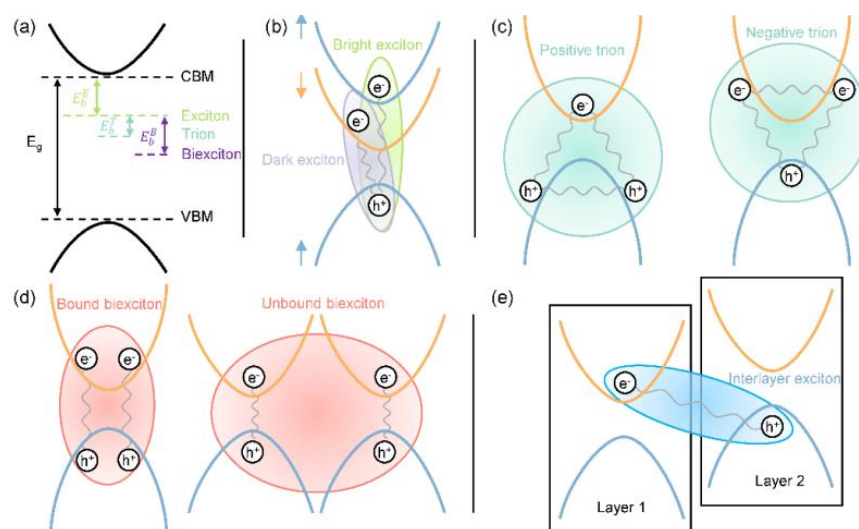 (a)
CBM
E_b^E
Exciton
E_b^T
Trion
E_b^B
Biexciton
E_g
VBM
(b)
Bright exciton
e-
e-
Dark exciton
h+
(c)
Positive trion
e-
h+
h+
Negative trion
e-
e-
h+
(d)
Bound biexciton
e-
e-
h+
h+
Unbound biexciton
e-
e-
h+
h+
(e)
e-
Interlayer exciton
h+
Layer 1
Layer 2